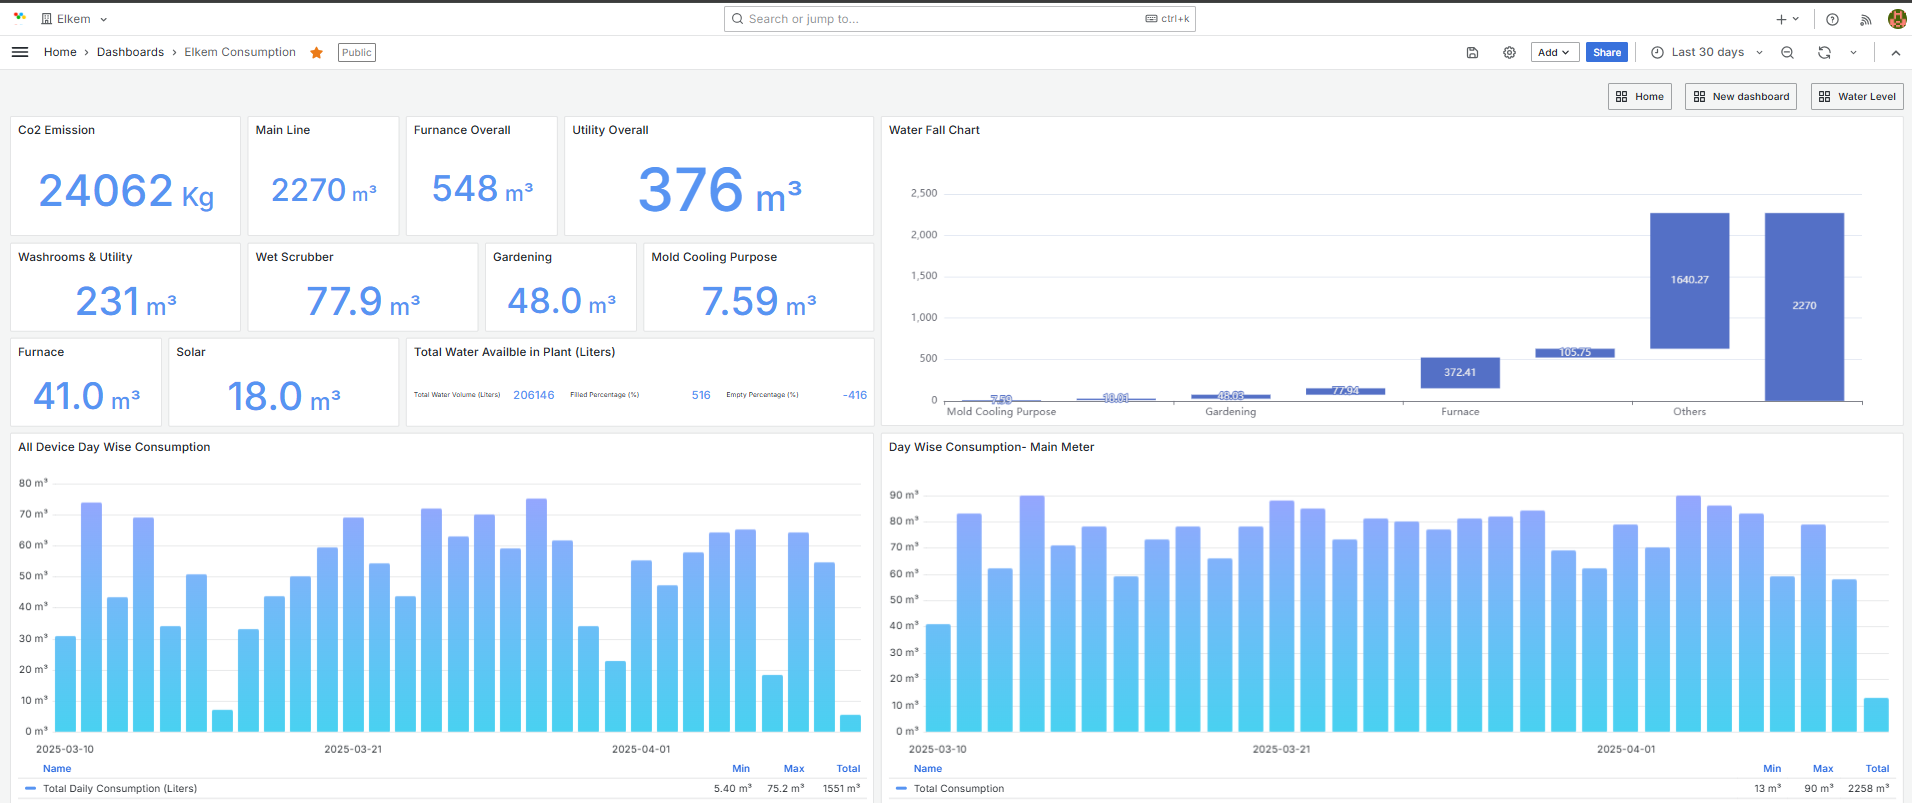 Elkem
Search or jump to...
ctrl+k
Home
Dashboards
Elkem Consumption
Public
Add
Share
Last 30 days
Home
New dashboard
Water Level
Co2 Emission
24062 Kg
Main Line
2270 m³
Furnance Overall
548 m³
Utility Overall
376 m³
Washrooms & Utility
231 m³
Wet Scrubber
77.9 m³
Gardening
48.0 m³
Mold Cooling Purpose
7.59 m³
Furnace
41.0 m³
Solar
18.0 m³
Total Water Availble in Plant (Liters)
Total Water Volume (Liters) 206146 Filled Percentage (%) 516 Empty Percentage (%) -416
Water Fall Chart
2,500
2,000
1,500
1,000
500
0
7.59
18.01
48.03
77.94
372.41
105.75
1640.27
2270
Mold Cooling Purpose Gardening Furnace Others
All Device Day Wise Consumption
80 m³
70 m³
60 m³
50 m³
40 m³
30 m³
20 m³
10 m³
0 m³
2025-03-10 2025-03-21 2025-04-01
Name Min Max Total
Total Daily Consumption (Liters) 5.40 m³ 75.2 m³ 1551 m³
Day Wise Consumption- Main Meter
90 m³
80 m³
70 m³
60 m³
50 m³
40 m³
30 m³
20 m³
10 m³
0 m³
2025-03-10 2025-03-21 2025-04-01
Name Min Max Total
Total Consumption 13 m³ 90 m³ 2258 m³